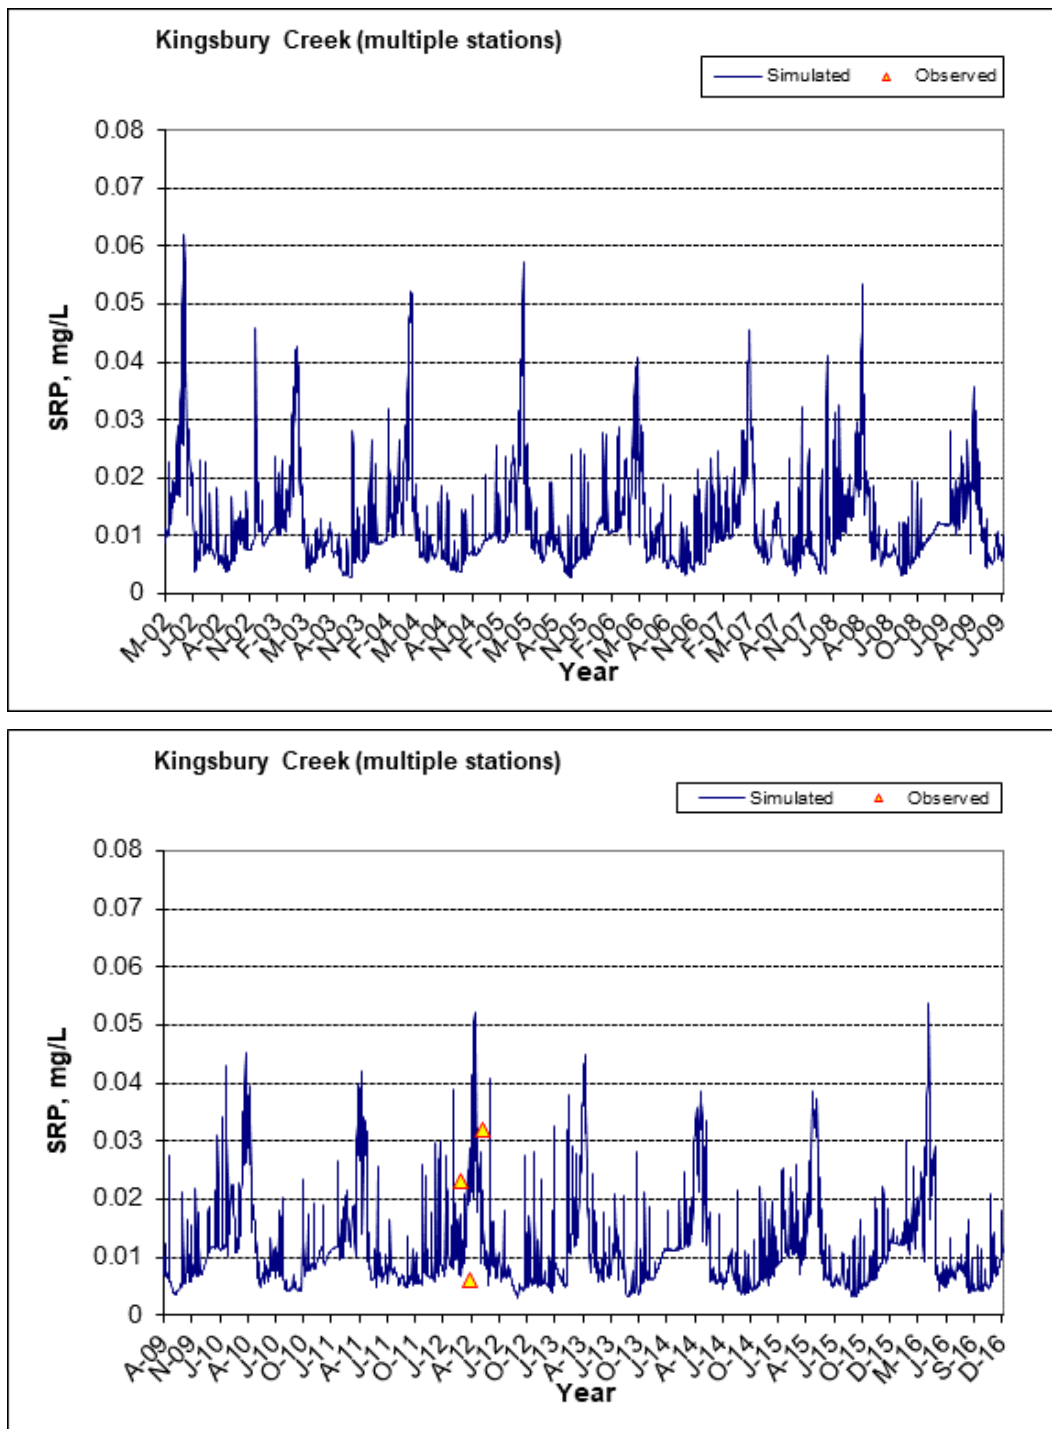 Kingsbury Creek (multiple stations)
Simulated Observed
0.08
0.07
0.06
0.05
0.04
0.03
0.02
0.01
0
SRP, mg/L
M-02 J-02 A-02 N-02 F-03 M-03 A-03 N-03 F-04 M-04 A-04 N-04 F-05 M-05 A-05 N-05 F-06 M-06 A-06 N-06 F-07 M-07 A-07 N-07 J-08 A-08 J-08 O-08 J-09 A-09 J-09
Year
Kingsbury Creek (multiple stations)
Simulated Observed
0.08
0.07
0.06
0.05
0.04
0.03
0.02
0.01
0
SRP, mg/L
A-09 N-09 J-10 A-10 J-10 O-10 J-11 A-11 J-11 O-11 J-12 A-12 J-12 O-12 J-13 A-13 J-13 O-13 J-14 A-14 J-14 O-14 J-15 A-15 J-15 O-15 D-15 M-16 J-16 S-16 D-16
Year